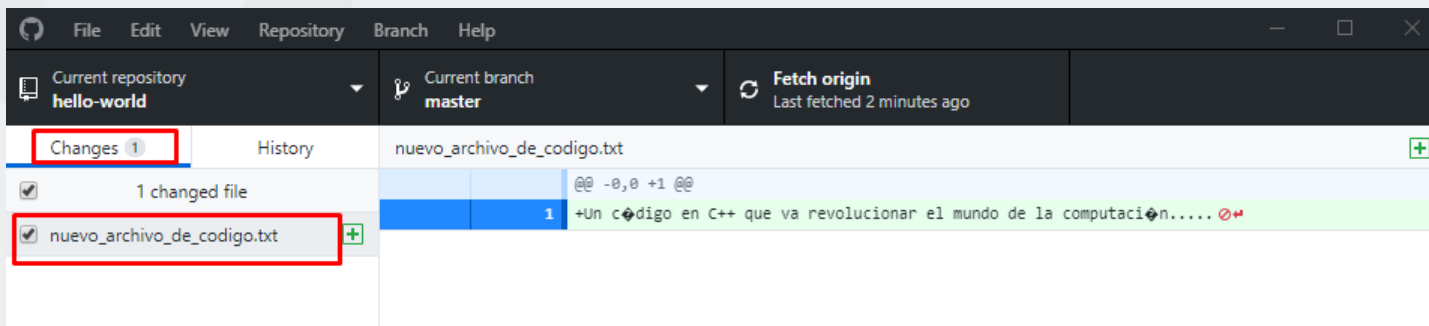 File Edit View Repository Branch Help
Current repository
hello-world
Current branch
master
Fetch origin
Last fetched 2 minutes ago
Changes 1
History
nuevo_archivo_de_codigo.txt
1 changed file
@@ -0,0 +1 @@
nuevo_archivo_de_codigo.txt
1 +Un c�digo en C++ que va revolucionar el mundo de la computaci�n.....